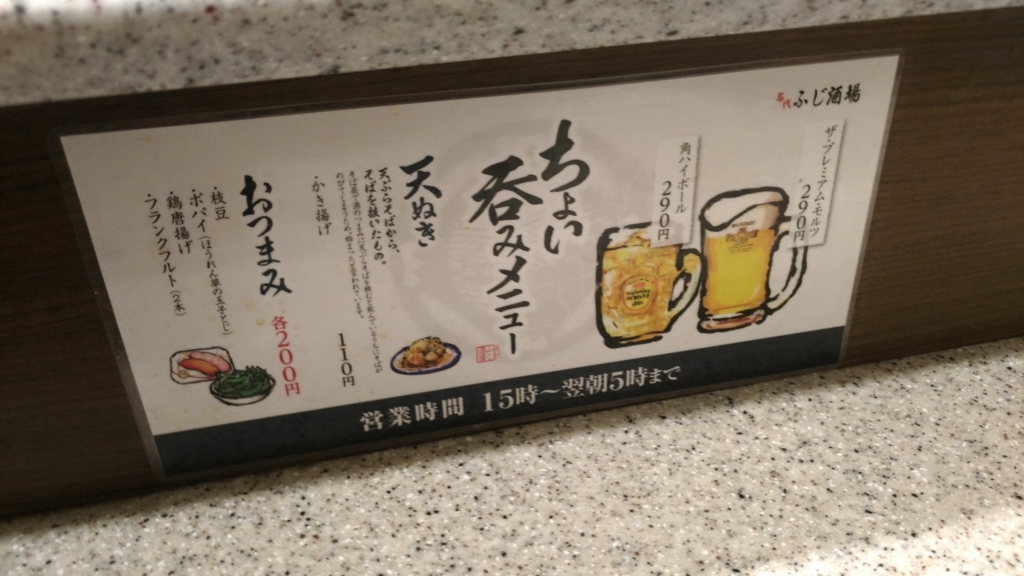 名代 ふじ酒場
ザ・プレミアム・モルツ
290円
角ハイボール
290円
ちょい
呑みメニュー
天ぬき
天ぷらそばから、
そばを抜いたもの。
・かき揚げ
110円
おつまみ
各200円
・枝豆
・ポパイ(ほうれん草の玉子とじ)
・鶏唐揚げ
・フランクフルト(2本)
営業時間 15時〜翌朝5時まで